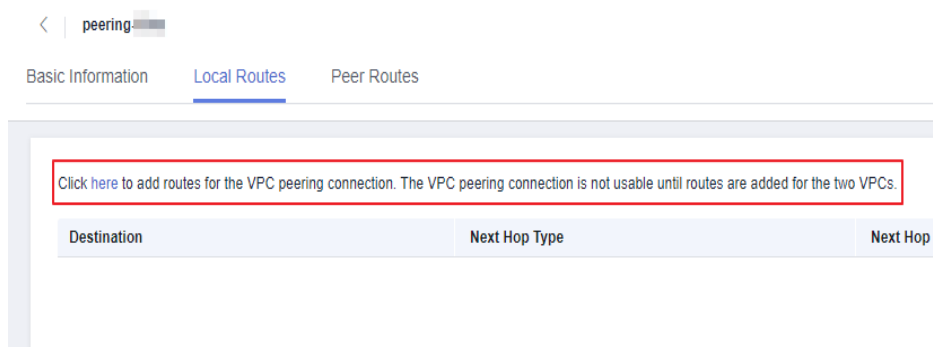 peering-
Basic Information Local Routes Peer Routes
Click here to add routes for the VPC peering connection. The VPC peering connection is not usable until routes are added for the two VPCs.
Destination Next Hop Type Next Hop